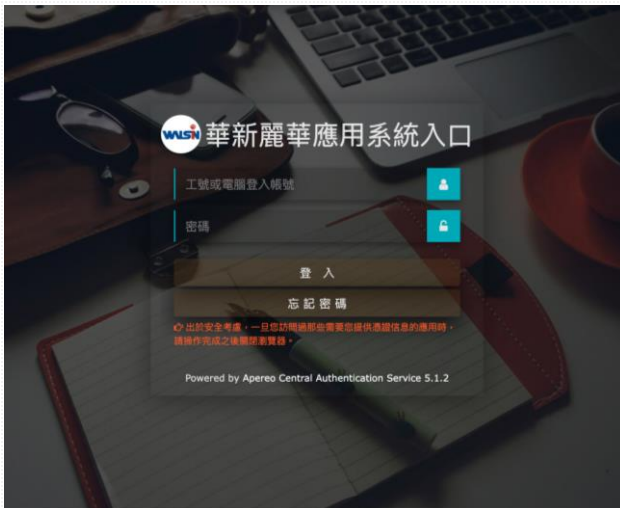 WALSIN 華新麗華應用系統入口
工號或電腦登入帳號
密碼
登 入
忘記密碼
出於安全考慮，一旦您訪問過那些需要您提供憑證信息的應用時，
請操作完成之後關閉瀏覽器。
Powered by Apereo Central Authentication Service 5.1.2